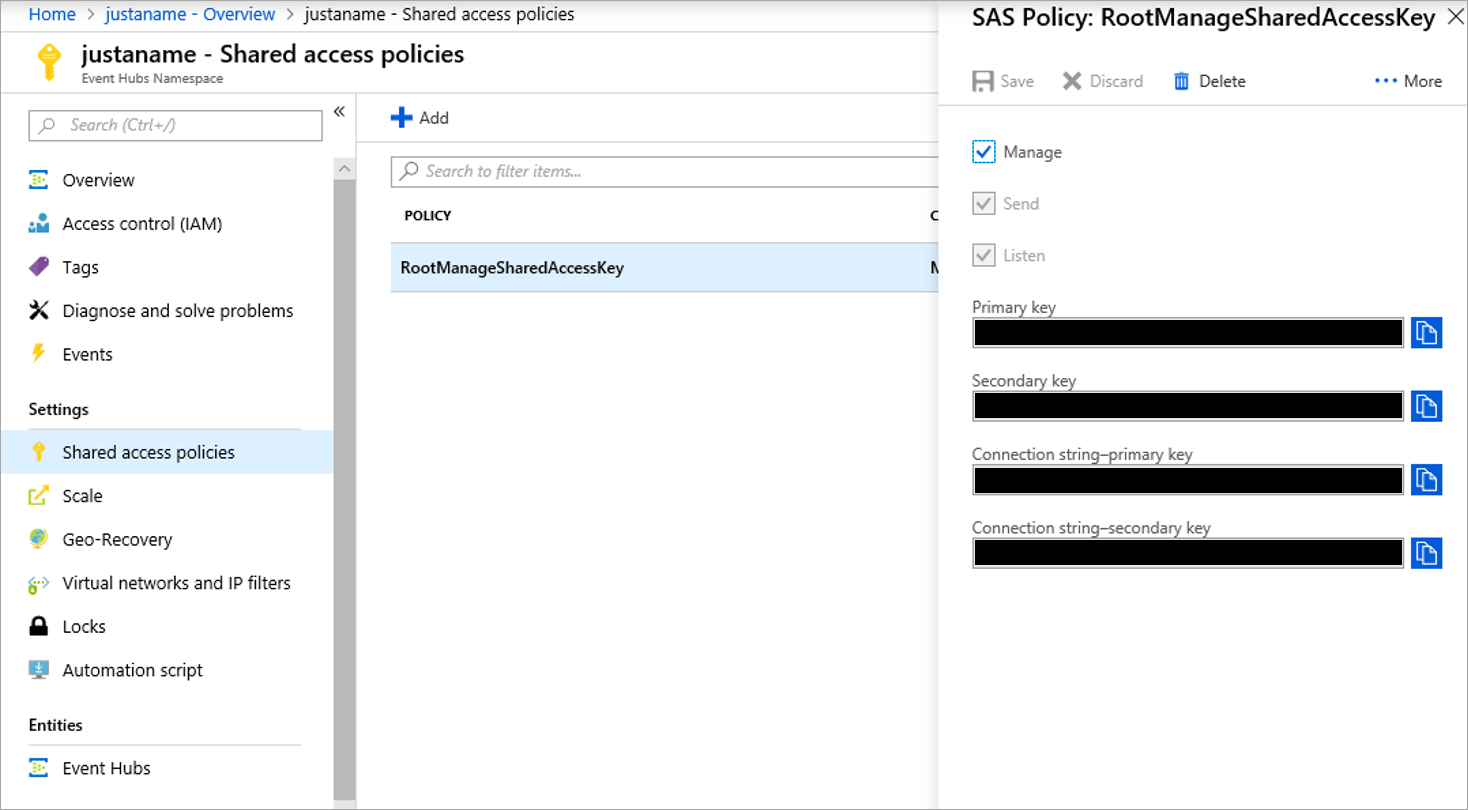 Home > justaname - Overview > justaname - Shared access policies
justaname - Shared access policies
Event Hubs Namespace
Search (Ctrl+/)
«
Overview
Access control (IAM)
Tags
Diagnose and solve problems
Events
Settings
Shared access policies
Scale
Geo-Recovery
Virtual networks and IP filters
Locks
Automation script
Entities
Event Hubs
Add
Search to filter items...
POLICY
C
RootManageSharedAccessKey
M
SAS Policy: RootManageSharedAccessKey
Save Discard Delete ••• More
Manage
Send
Listen
Primary key
Secondary key
Connection string–primary key
Connection string–secondary key